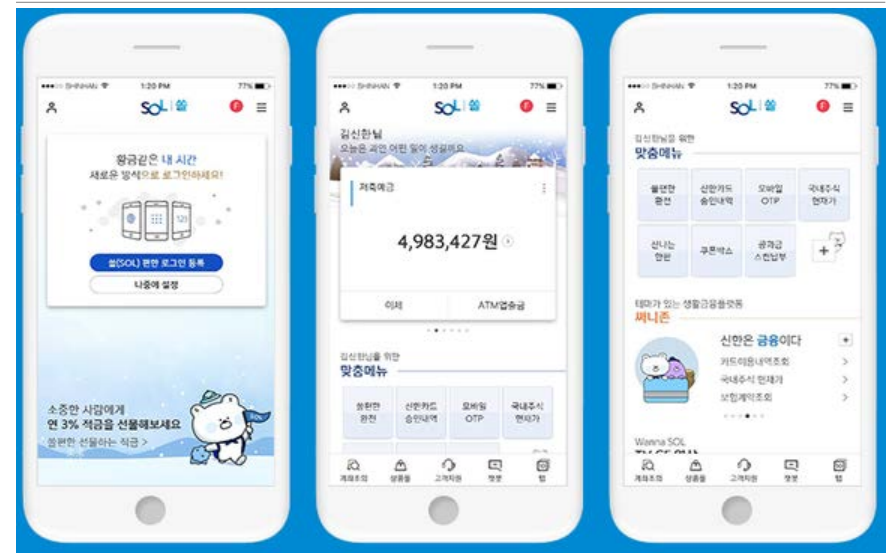 SHINHAN 1:20 PM 77%
SOL 쏠
황금같은 내 시간
새로운 방식으로 로그인하세요!
123
쏠(SOL) 편한 로그인 등록
나중에 설정
소중한 사람에게
연 3% 적금을 선물해보세요
쏠편한 선물하는 적금 >
SOL
SHINHAN 1:20 PM 77%
SOL 쏠
김신한님
오늘은 과연 어떤 일이 생길까요
저축예금
4,983,427원
이체 ATM입출금
김신한님을 위한
맞춤메뉴
쏠편한 환전
신한카드 승인내역
모바일 OTP
국내주식 현재가
계좌조회 상품몰 고객지원 챗봇 탭
SHINHAN 1:20 PM 77%
SOL 쏠
김신한님을 위한
맞춤메뉴
쏠편한 환전
신한카드 승인내역
모바일 OTP
국내주식 현재가
신나는 한판
쿠폰박스
공과금 스캔납부
+
테마가 있는 생활금융플랫폼
써니존
신한은 금융이다 +
카드이용내역조회 >
국내주식 현재가 >
보험계약조회 >
Wanna SOL
계좌조회 상품몰 고객지원 챗봇 탭